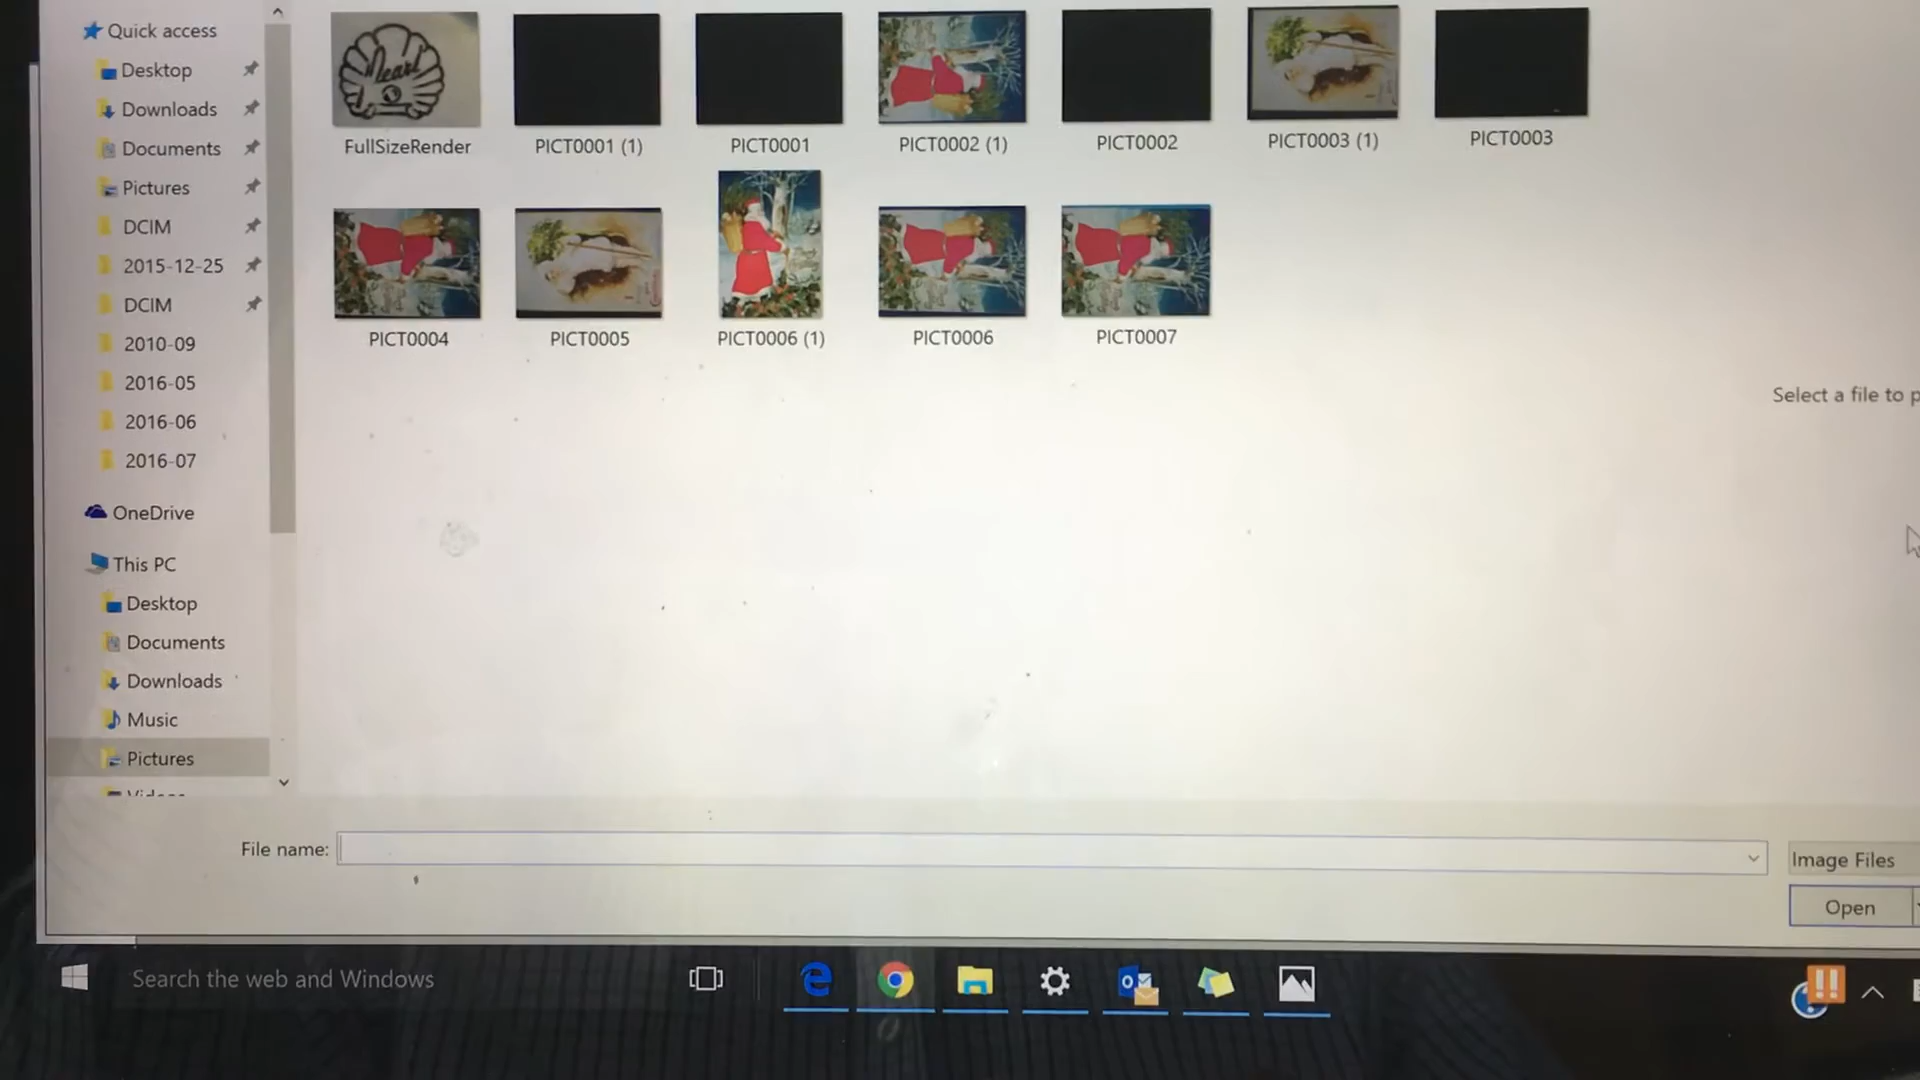 Quick access
Desktop
Downloads
Documents
Pictures
DCIM
2015-12-25
DCIM
2010-09
2016-05
2016-06
2016-07
OneDrive
This PC
Desktop
Documents
Downloads
Music
Pictures
FullSizeRender
PICT0001 (1)
PICT0001
PICT0002 (1)
PICT0002
PICT0003 (1)
PICT0003
PICT0004
PICT0005
PICT0006 (1)
PICT0006
PICT0007
Select a file to p
File name:
Image Files
Open
Search the web and Windows